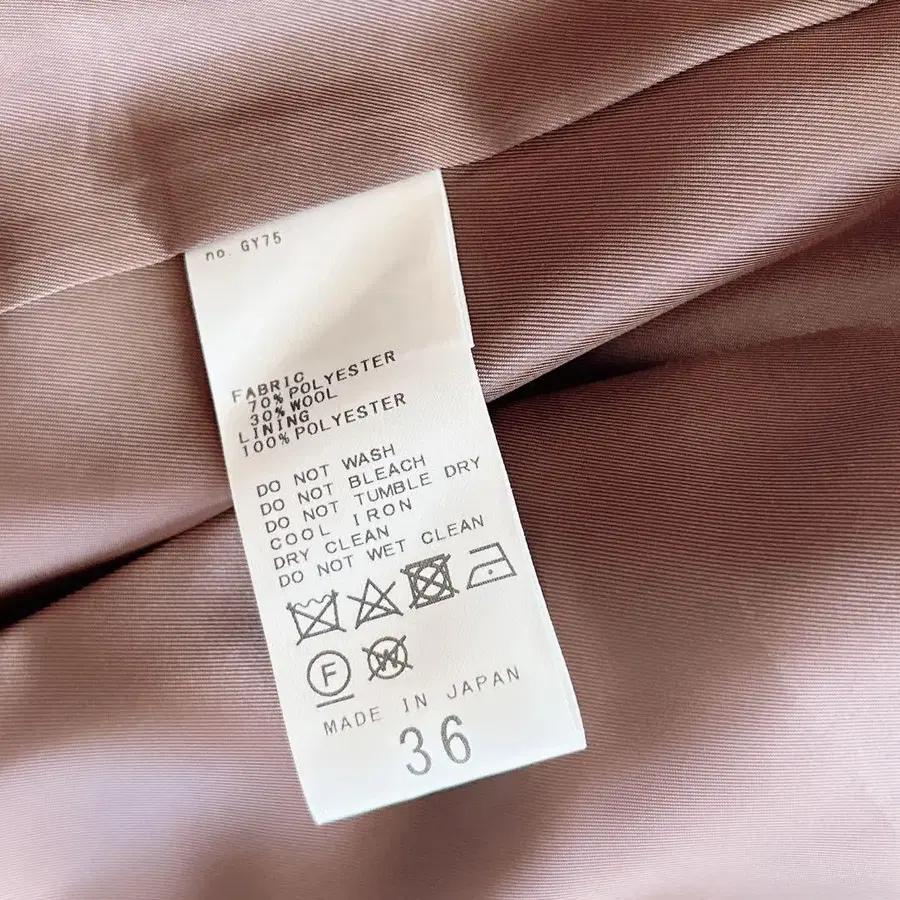 no. GY75
FABRIC
70%POLYESTER
30%WOOL
LINING
100%POLYESTER
DO NOT WASH
DO NOT BLEACH
DO NOT TUMBLE DRY
COOL IRON
DRY CLEAN
DO NOT WET CLEAN
F W
MADE IN JAPAN
36